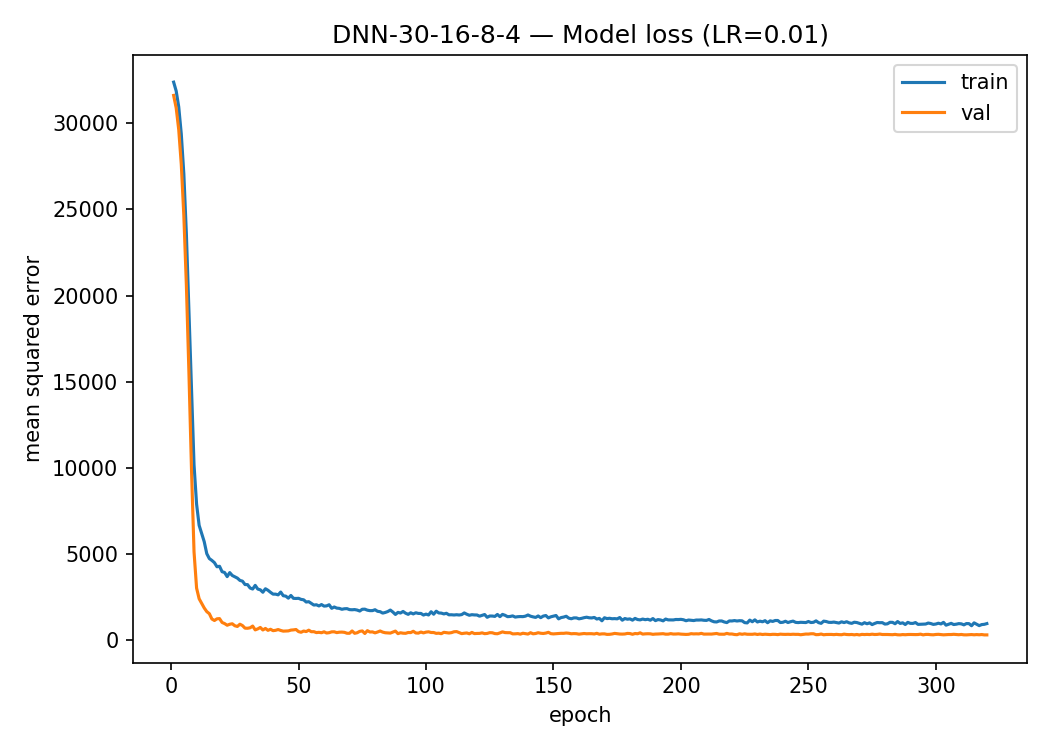 DNN-30-16-8-4 — Model loss (LR=0.01)
train
val
mean squared error
30000
25000
20000
15000
10000
5000
0
0 50 100 150 200 250 300
epoch